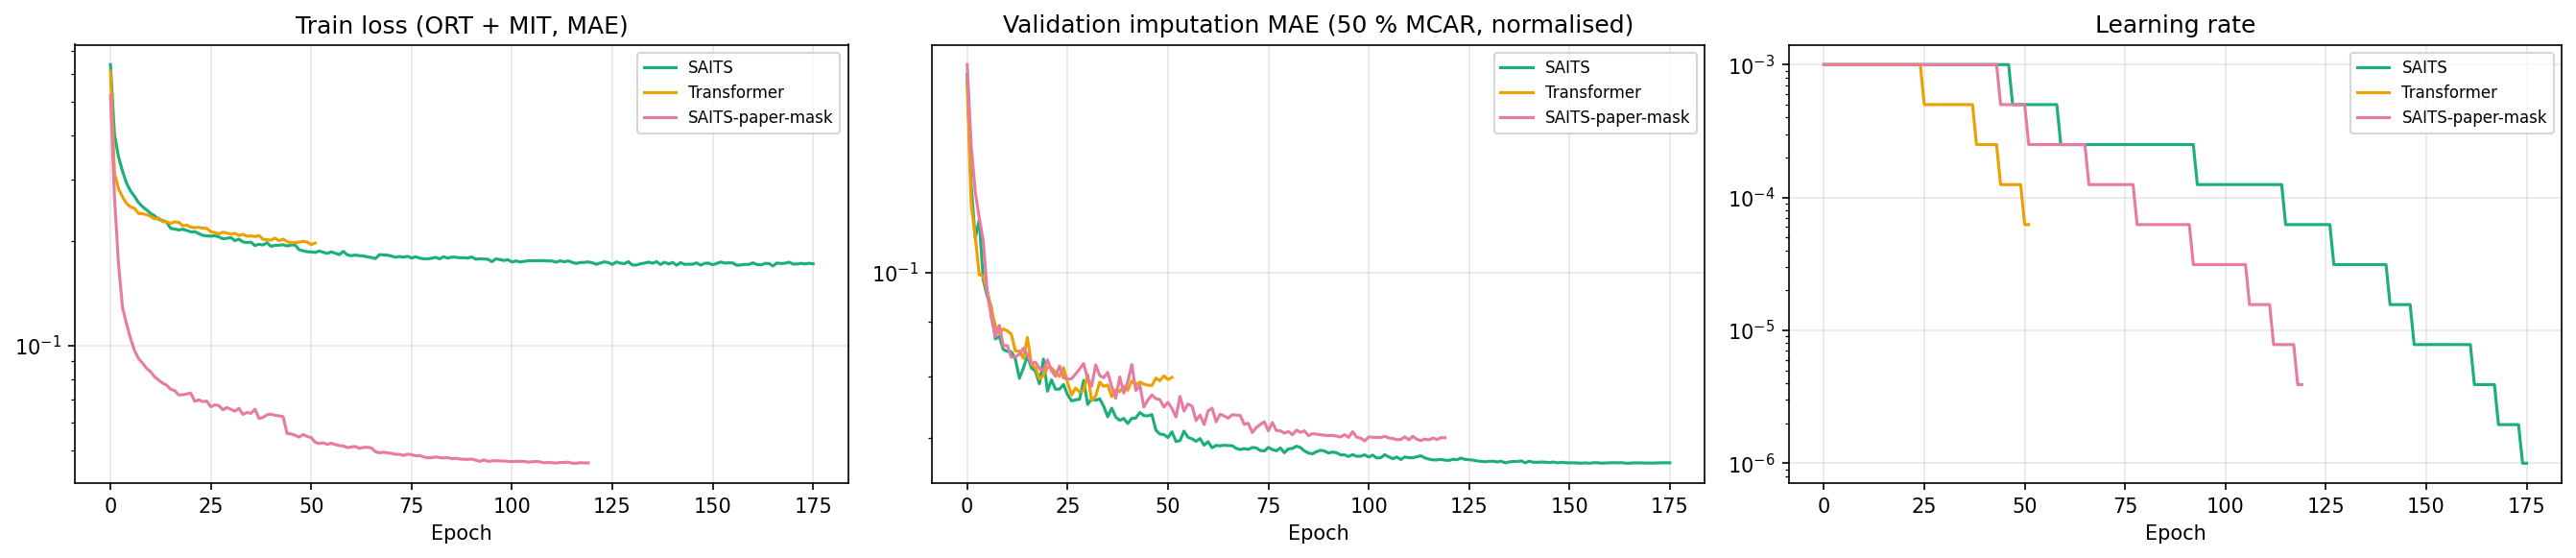 Train loss (ORT + MIT, MAE)
SAITS
Transformer
SAITS-paper-mask
10⁻¹
0 25 50 75 100 125 150 175
Epoch
Validation imputation MAE (50 % MCAR, normalised)
SAITS
Transformer
SAITS-paper-mask
10⁻¹
0 25 50 75 100 125 150 175
Epoch
Learning rate
SAITS
Transformer
SAITS-paper-mask
10⁻³
10⁻⁴
10⁻⁵
10⁻⁶
0 25 50 75 100 125 150 175
Epoch